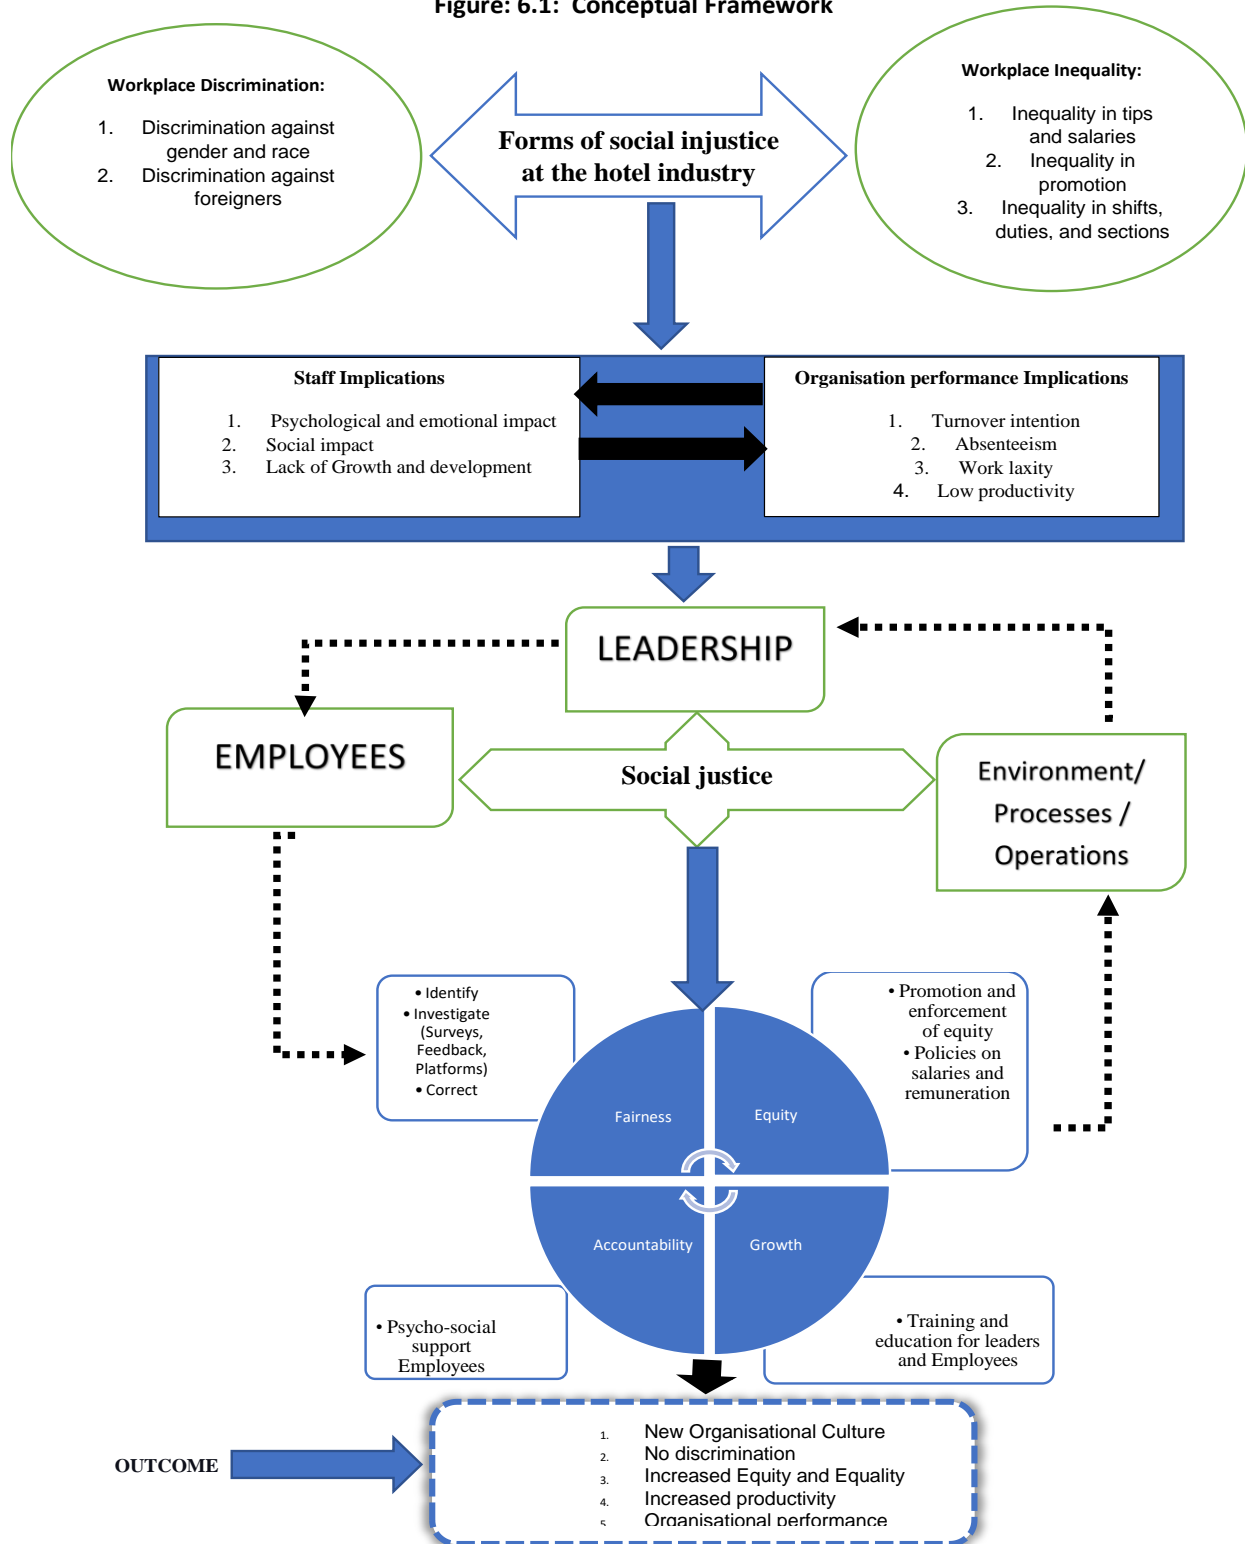 Figure: 6.1: Conceptual Framework
Workplace Discrimination:
1. Discrimination against
gender and race
2. Discrimination against
foreigners
Forms of social injustice
at the hotel industry
Workplace Inequality:
1. Inequality in tips
and salaries
2. Inequality in
promotion
3. Inequality in shifts,
duties, and sections
Staff Implications
1. Psychological and emotional impact
2. Social impact
3. Lack of Growth and development
Organisation performance Implications
1. Turnover intention
2. Absenteeism
3. Work laxity
4. Low productivity
LEADERSHIP
EMPLOYEES
Social justice
Environment/
Processes /
Operations
• Identify
• Investigate
(Surveys,
Feedback,
Platforms)
• Correct
• Promotion and
enforcement
of equity
• Policies on
salaries and
remuneration
Fairness
Equity
Accountability
Growth
• Psycho-social
support
Employees
• Training and
education for leaders
and Employees
OUTCOME
1. New Organisational Culture
2. No discrimination
3. Increased Equity and Equality
4. Increased productivity
5. Organisational performance